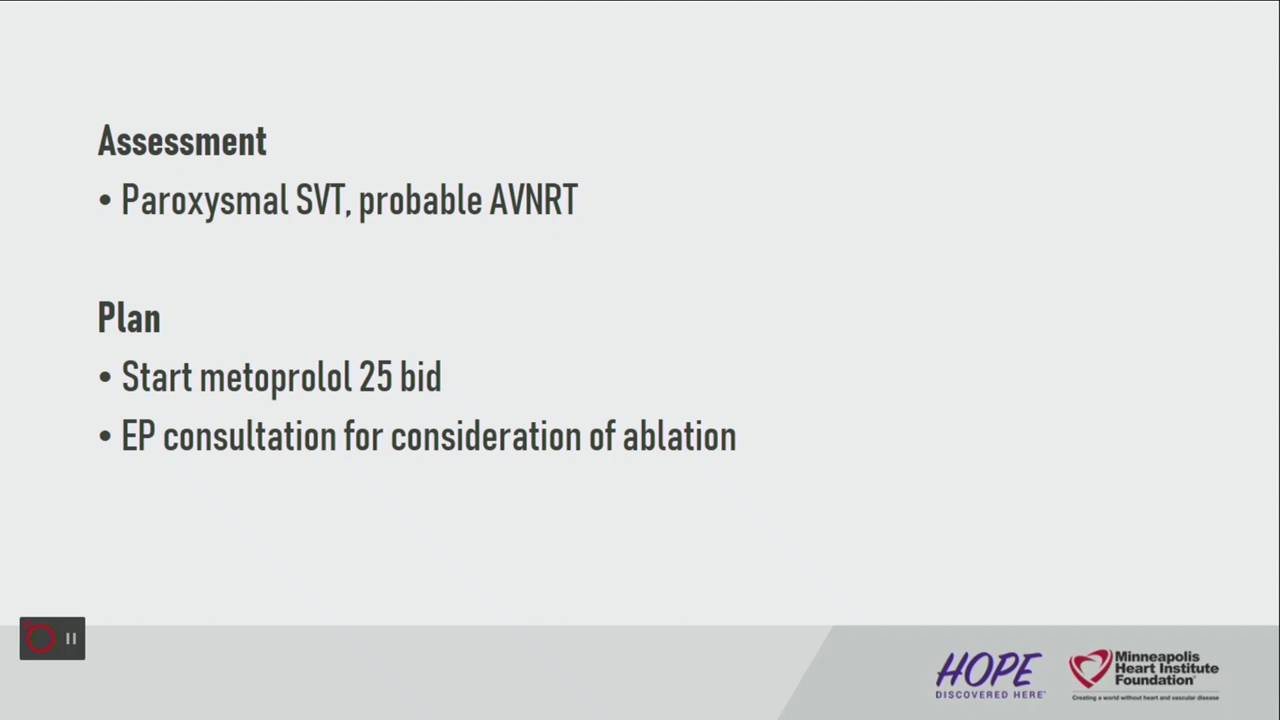 Assessment
• Paroxysmal SVT, probable AVNRT
Plan
• Start metoprolol 25 bid
• EP consultation for consideration of ablation
HOPE
DISCOVERED HERE™
Minneapolis
Heart Institute
Foundation®
Creating a world without heart and vascular disease